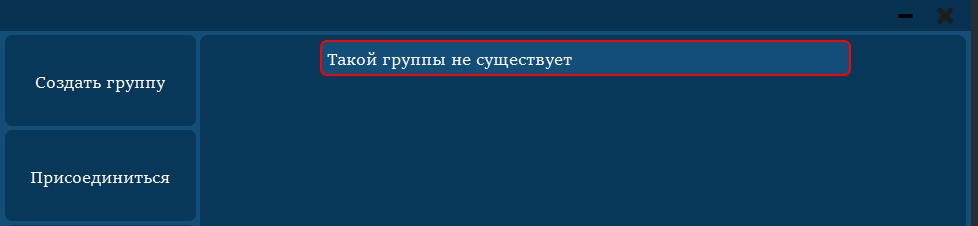 Такой группы не существует
Создать группу
Присоединиться